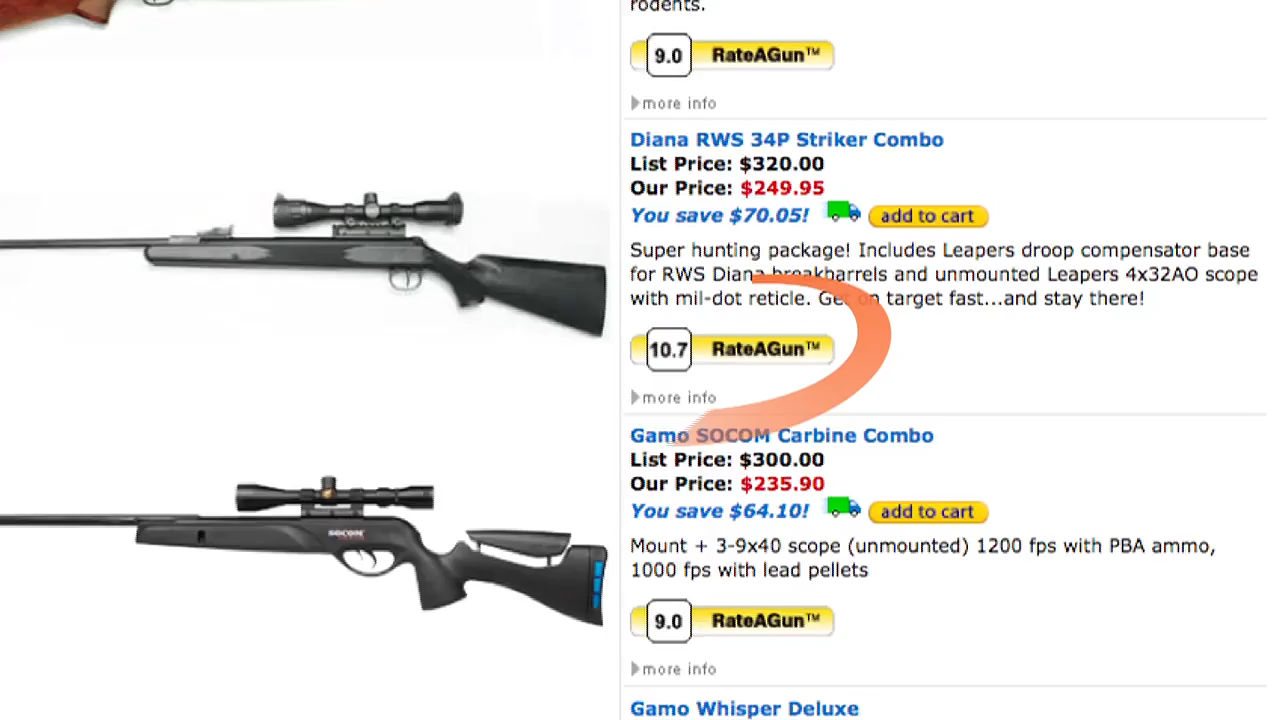 rodents.
9.0 RateAGun™
more info
Diana RWS 34P Striker Combo
List Price: $320.00
Our Price: $249.95
You save $70.05! add to cart
Super hunting package! Includes Leapers droop compensator base
for RWS Diana breakbarrels and unmounted Leapers 4x32AO scope
with mil-dot reticle. Get on target fast...and stay there!
10.7 RateAGun™
more info
Gamo SOCOM Carbine Combo
List Price: $300.00
Our Price: $235.90
You save $64.10! add to cart
SOCOM
Mount + 3-9x40 scope (unmounted) 1200 fps with PBA ammo,
1000 fps with lead pellets
9.0 RateAGun™
more info
Gamo Whisper Deluxe